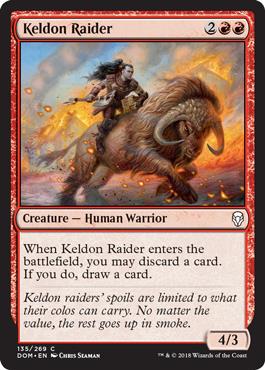 Keldon Raider 2
Creature — Human Warrior
When Keldon Raider enters the
battlefield, you may discard a card.
If you do, draw a card.
Keldon raiders' spoils are limited to what
their colos can carry. No matter the
value, the rest goes up in smoke.
4/3
135/269 C
DOM • EN Chris Seaman
™ & © 2018 Wizards of the Coast